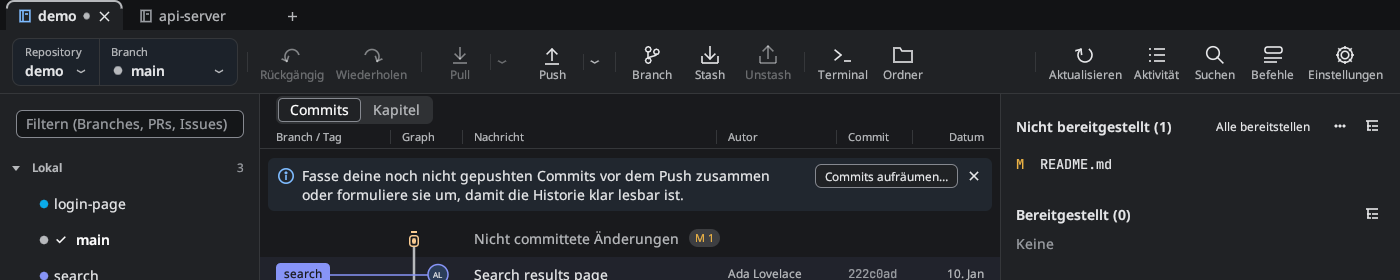 demo
api-server
Repository
demo
Branch
main
Rückgängig
Wiederholen
Pull
Push
Branch
Stash
Unstash
Terminal
Ordner
Aktualisieren
Aktivität
Suchen
Befehle
Einstellungen
Filtern (Branches, PRs, Issues)
Lokal 3
login-page
main
search
Commits Kapitel
Branch / Tag Graph Nachricht Autor Commit Datum
Fasse deine noch nicht gepushten Commits vor dem Push zusammen
oder formuliere sie um, damit die Historie klar lesbar ist.
Commits aufräumen...
Nicht committete Änderungen M 1
search AL Search results page Ada Lovelace 222c0ad 10. Jan
Nicht bereitgestellt (1) Alle bereitstellen
M README.md
Bereitgestellt (0)
Keine